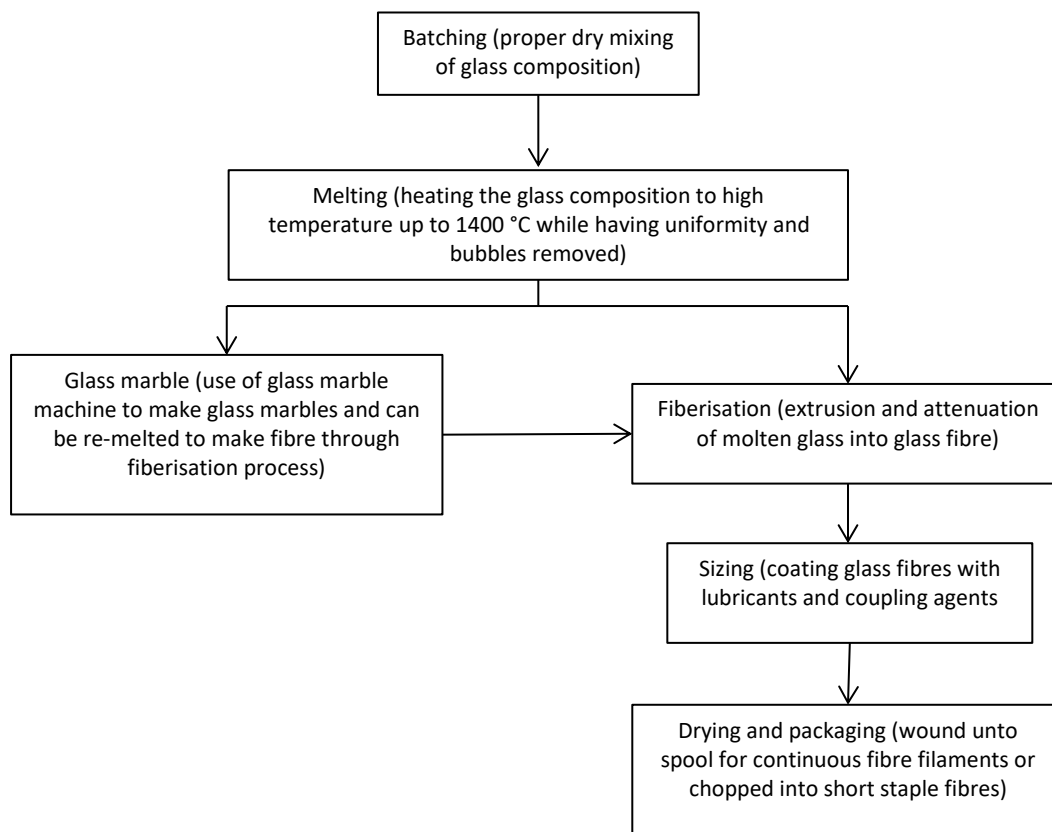 Batching (proper dry mixing
of glass composition)
Melting (heating the glass composition to high
temperature up to 1400 °C while having uniformity and
bubbles removed)
Glass marble (use of glass marble
machine to make glass marbles and can
be re-melted to make fibre through
fiberisation process)
Fiberisation (extrusion and attenuation
of molten glass into glass fibre)
Sizing (coating glass fibres with
lubricants and coupling agents
Drying and packaging (wound unto
spool for continuous fibre filaments or
chopped into short staple fibres)